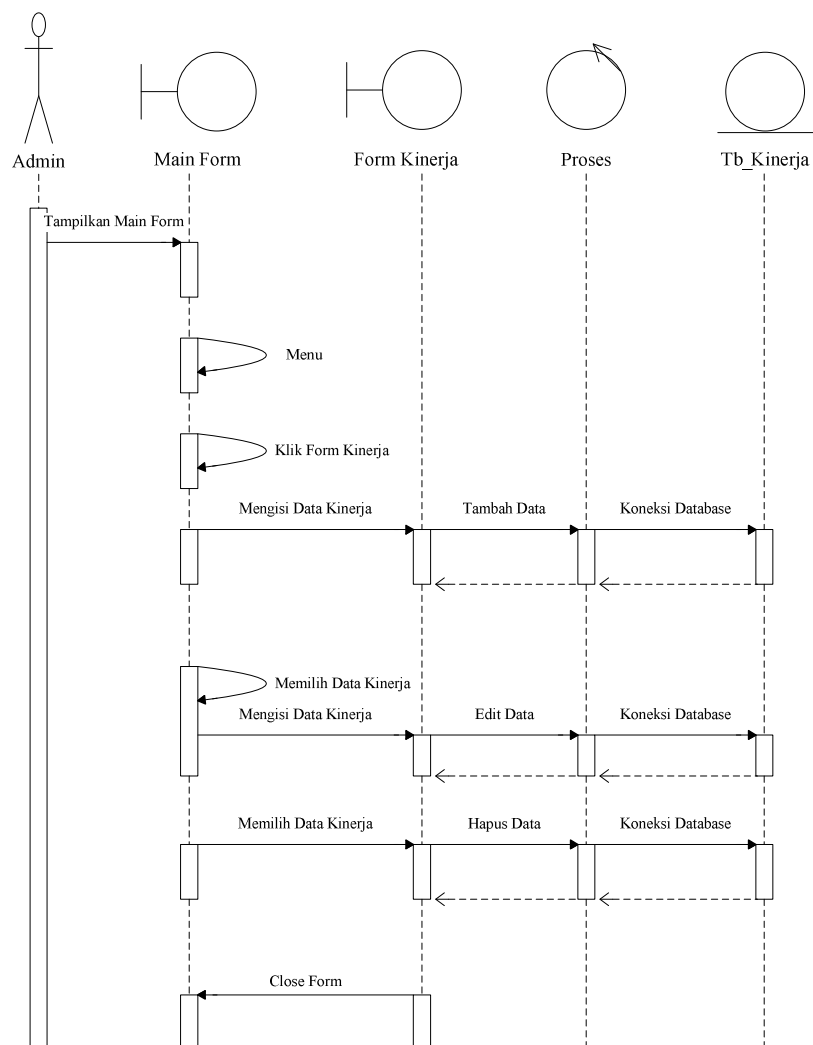 Admin
Main Form
Form Kinerja
Proses
Tb_Kinerja
Tampilkan Main Form
Menu
Klik Form Kinerja
Mengisi Data Kinerja
Tambah Data
Koneksi Database
Memilih Data Kinerja
Mengisi Data Kinerja
Edit Data
Koneksi Database
Memilih Data Kinerja
Hapus Data
Koneksi Database
Close Form